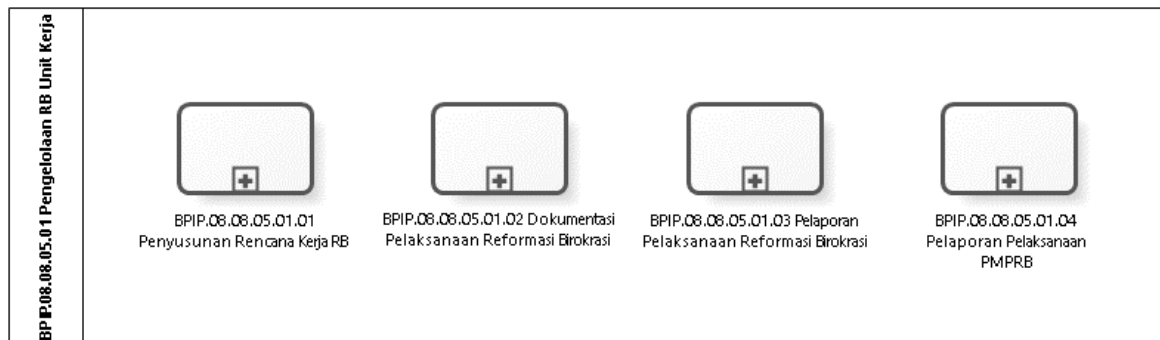 BPIP.08.08.05.01 Pengelolaan RB Unit Kerja
BPIP.08.08.05.01.01
Penyusunan Rencana Kerja RB
BPIP.08.08.05.01.02 Dokumentasi
Pelaksanaan Reformasi Birokrasi
BPIP.08.08.05.01.03 Pelaporan
Pelaksanaan Reformasi Birokrasi
BPIP.08.08.05.01.04
Pelaporan Pelaksanaan
PMPRB